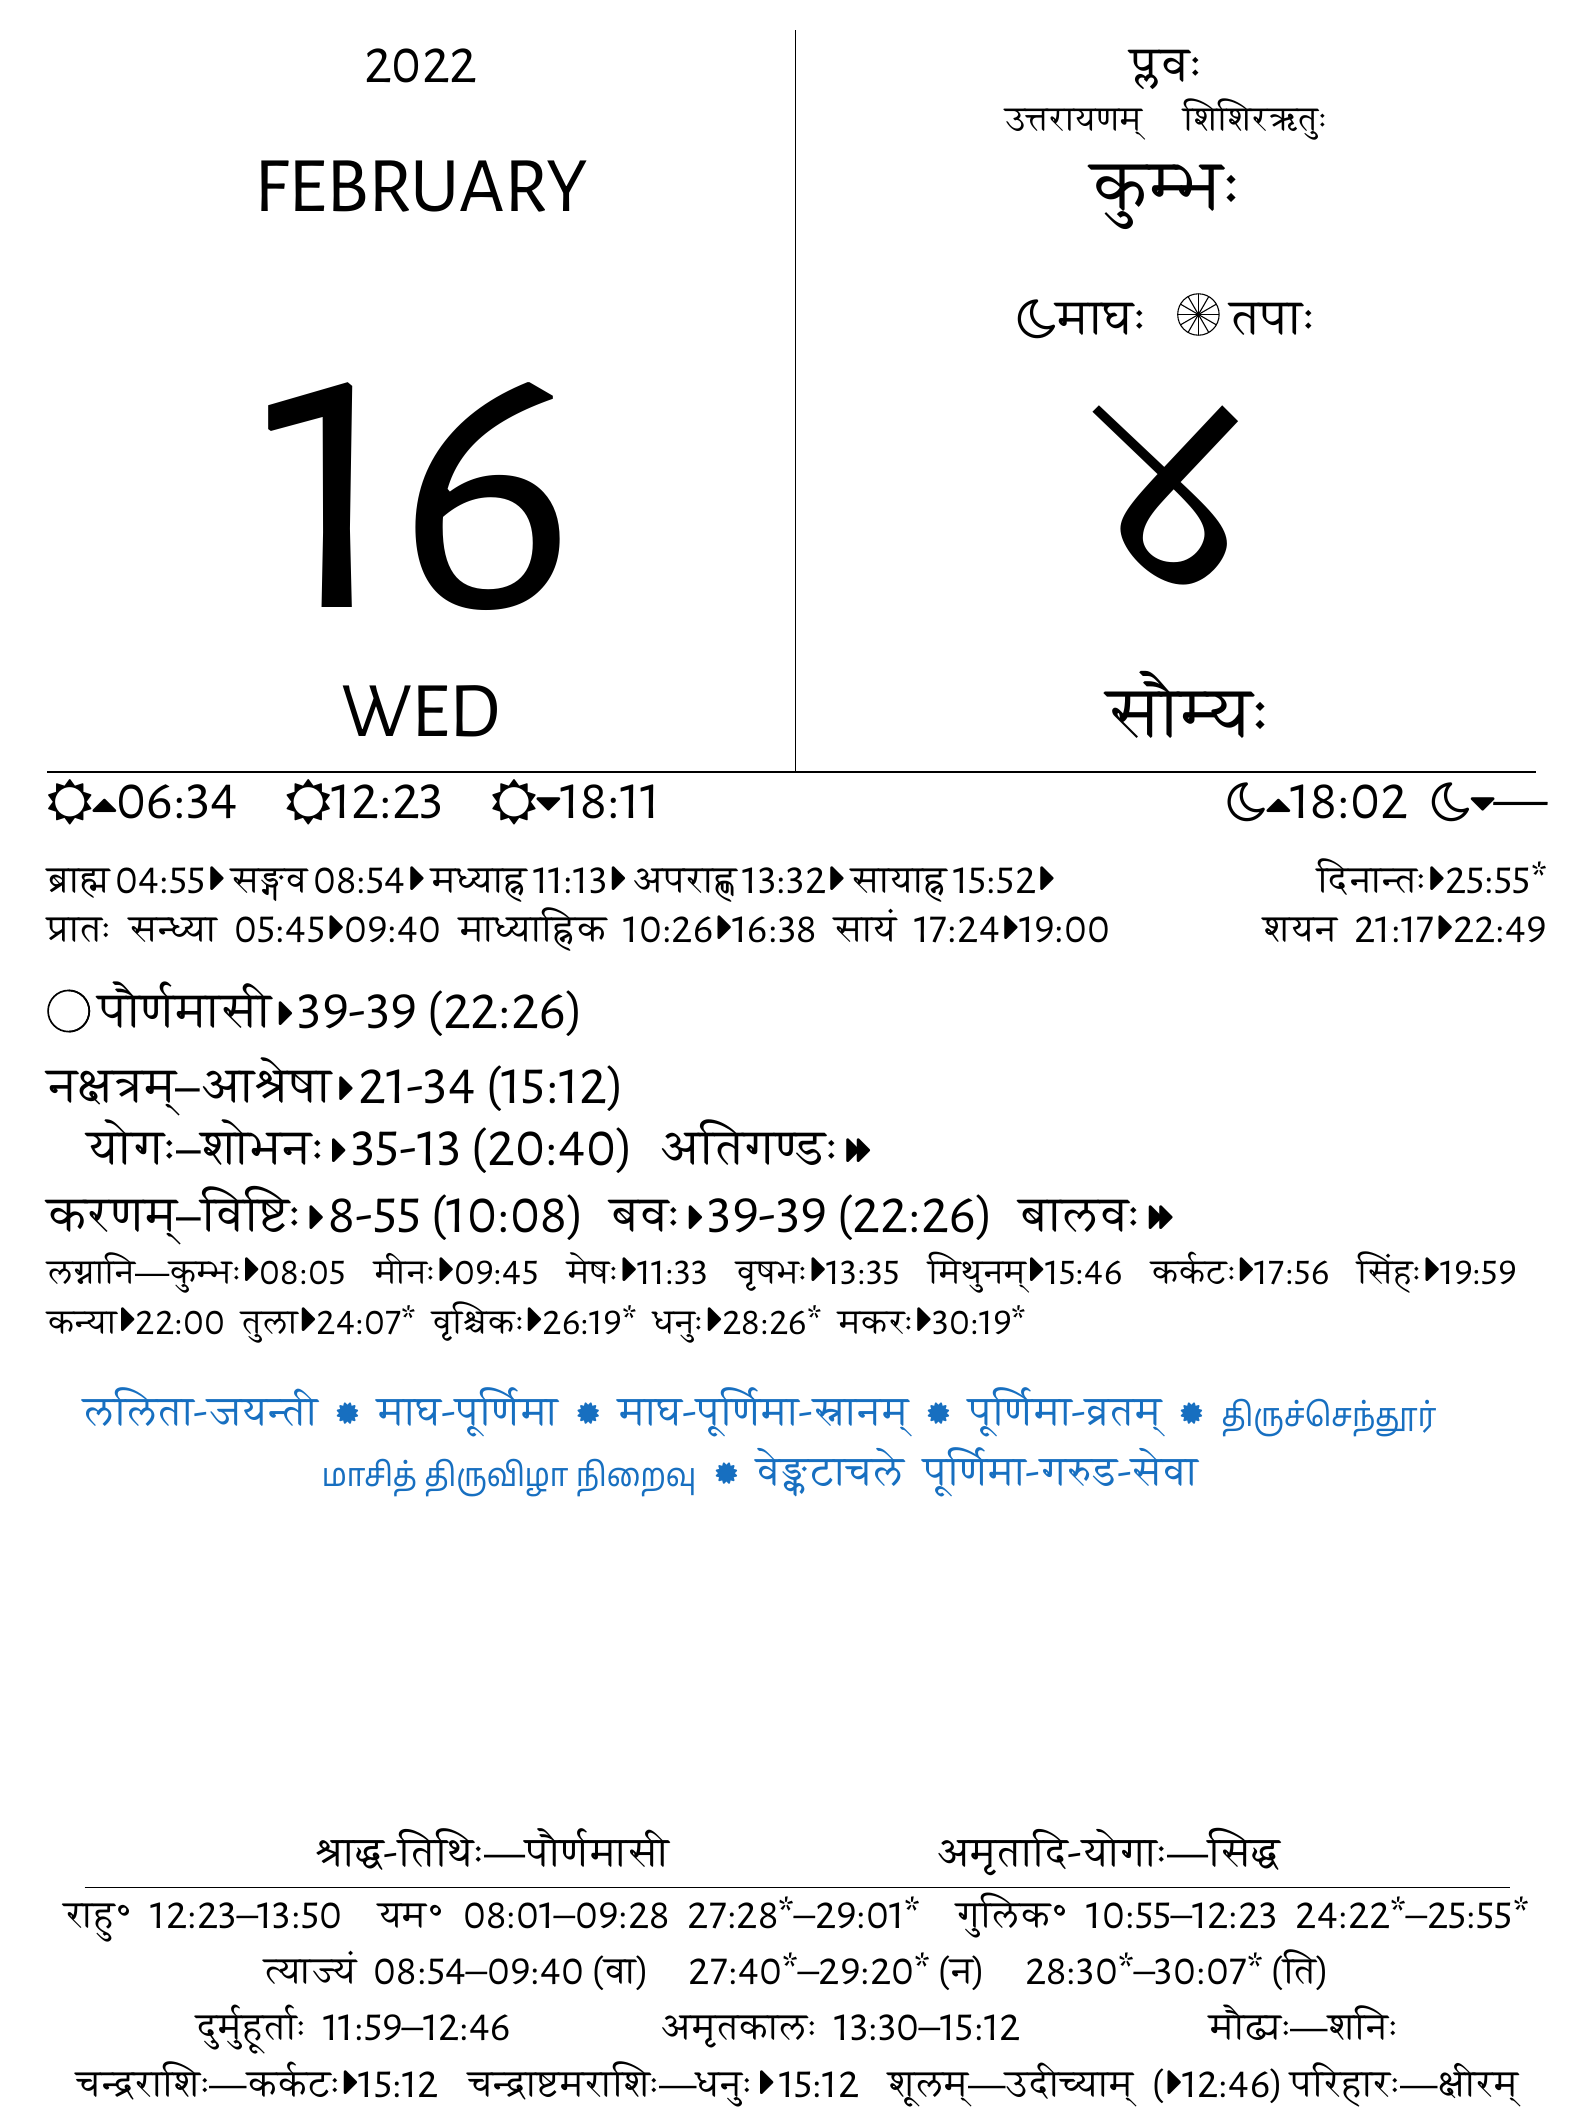 2022
FEBRUARY
16
WED
प्लवः
उत्तरायणम् शिशिरऋतुः
कुम्भः
माघः तपाः
४
सौम्यः
06:34 12:23 18:11 18:02 —
ब्राह्म 04:55 सङ्गव 08:54 मध्याह्न 11:13 अपराह्ण 13:32 सायाह्न 15:52 दिनान्तः 25:55*
प्रातः सन्ध्या 05:45 09:40 माध्याह्निक 10:26 16:38 सायं 17:24 19:00 शयन 21:17 22:49
पौर्णमासी 39-39 (22:26)
नक्षत्रम्–आश्रेषा 21-34 (15:12)
योगः–शोभनः 35-13 (20:40) अतिगण्डः
करणम्–विष्टिः 8-55 (10:08) बवः 39-39 (22:26) बालवः
लग्नानि—कुम्भः 08:05 मीनः 09:45 मेषः 11:33 वृषभः 13:35 मिथुनम् 15:46 कर्कटः 17:56 सिंहः 19:59
कन्या 22:00 तुला 24:07* वृश्चिकः 26:19* धनुः 28:26* मकरः 30:19*
ललिता-जयन्ती ✹ माघ-पूर्णिमा ✹ माघ-पूर्णिमा-स्नानम् ✹ पूर्णिमा-व्रतम् ✹ திருச்செந்தூர்
மாசித் திருவிழா நிறைவு ✹ वेङ्कटाचले पूर्णिमा-गरुड-सेवा
श्राद्ध-तिथिः—पौर्णमासी अमृतादि-योगाः—सिद्ध
राहु° 12:23–13:50 यम° 08:01–09:28 27:28*–29:01* गुलिक° 10:55–12:23 24:22*–25:55*
त्याज्यं 08:54–09:40 (वा) 27:40*–29:20* (न) 28:30*–30:07* (ति)
दुर्मुहूर्ताः 11:59–12:46 अमृतकालः 13:30–15:12 मौढ्यः—शनिः
चन्द्रराशिः—कर्कटः 15:12 चन्द्राष्टमराशिः—धनुः 15:12 शूलम्—उदीच्याम् (12:46) परिहारः—क्षीरम्